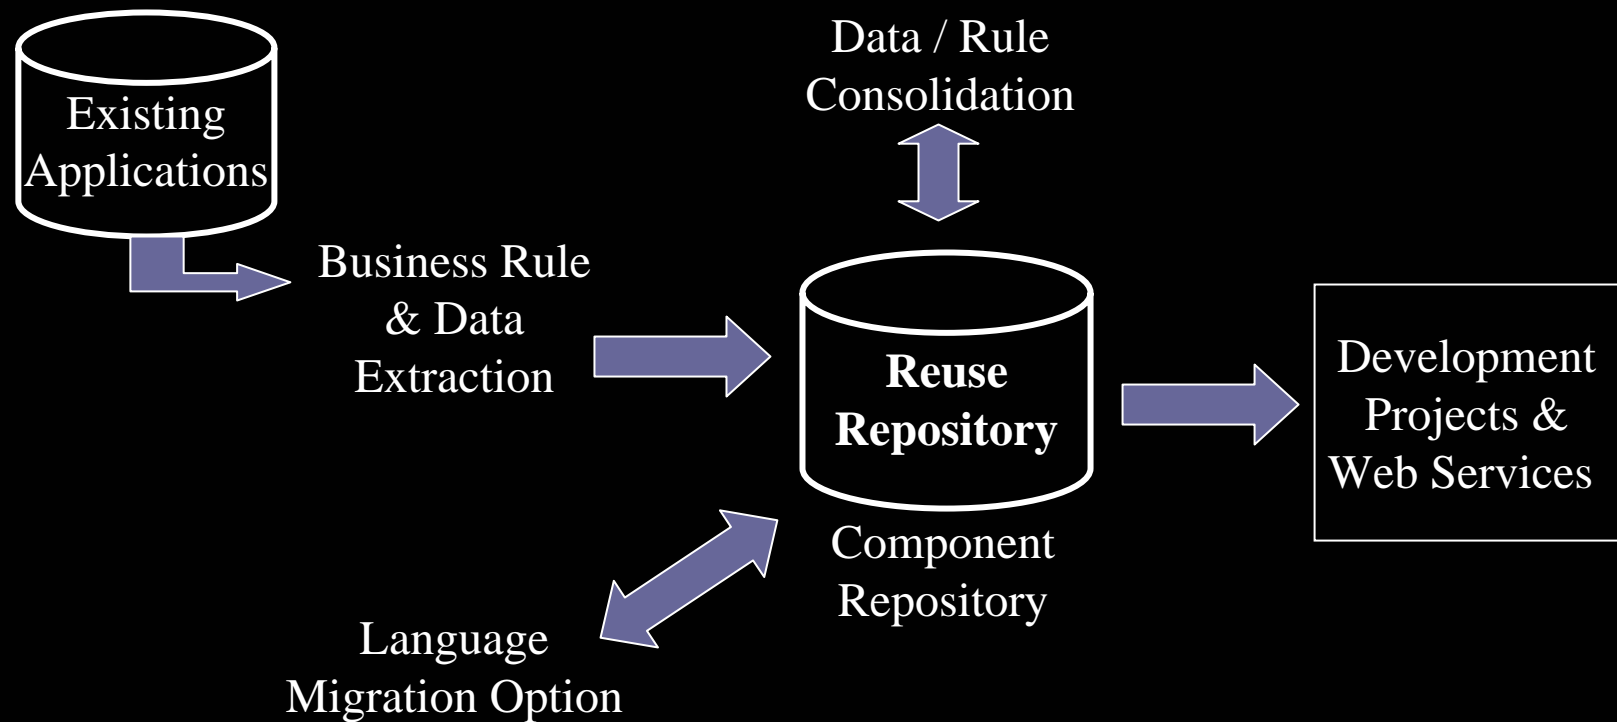 Existing
Applications
Data / Rule
Consolidation
Business Rule
& Data
Extraction
Reuse
Repository
Component
Repository
Development
Projects &
Web Services
Language
Migration Option